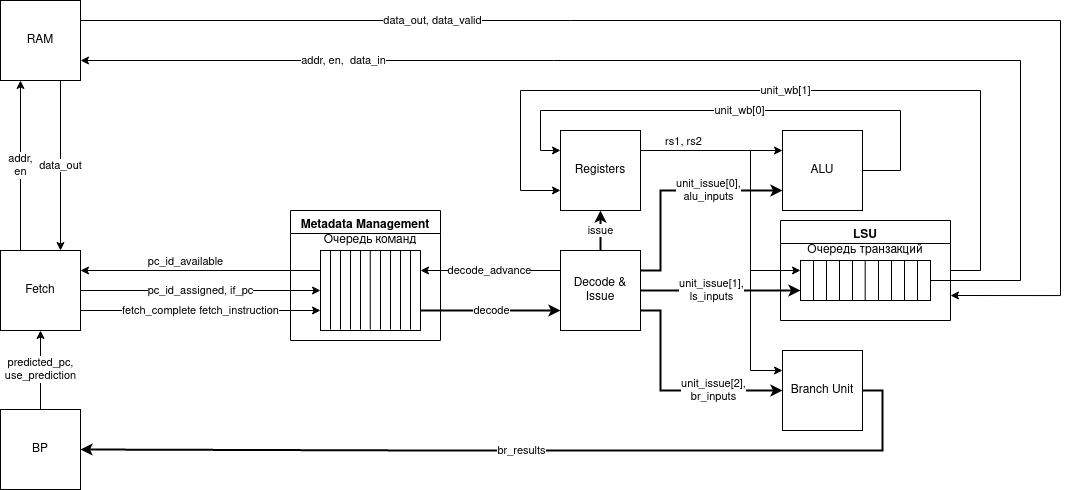 data_out, data_valid
RAM
addr, en, data_in
unit_wb[1]
unit_wb[0]
rs1, rs2
addr,
en
data_out
Registers
ALU
unit_issue[0],
alu_inputs
Metadata Management
Очередь команд
issue
LSU
Очередь транзакций
pc_id_available
decode_advance
Fetch
pc_id_assigned, if_pc
Decode &
Issue
unit_issue[1],
ls_inputs
fetch_complete fetch_instruction
decode
predicted_pc,
use_prediction
unit_issue[2],
br_inputs
Branch Unit
BP
br_results